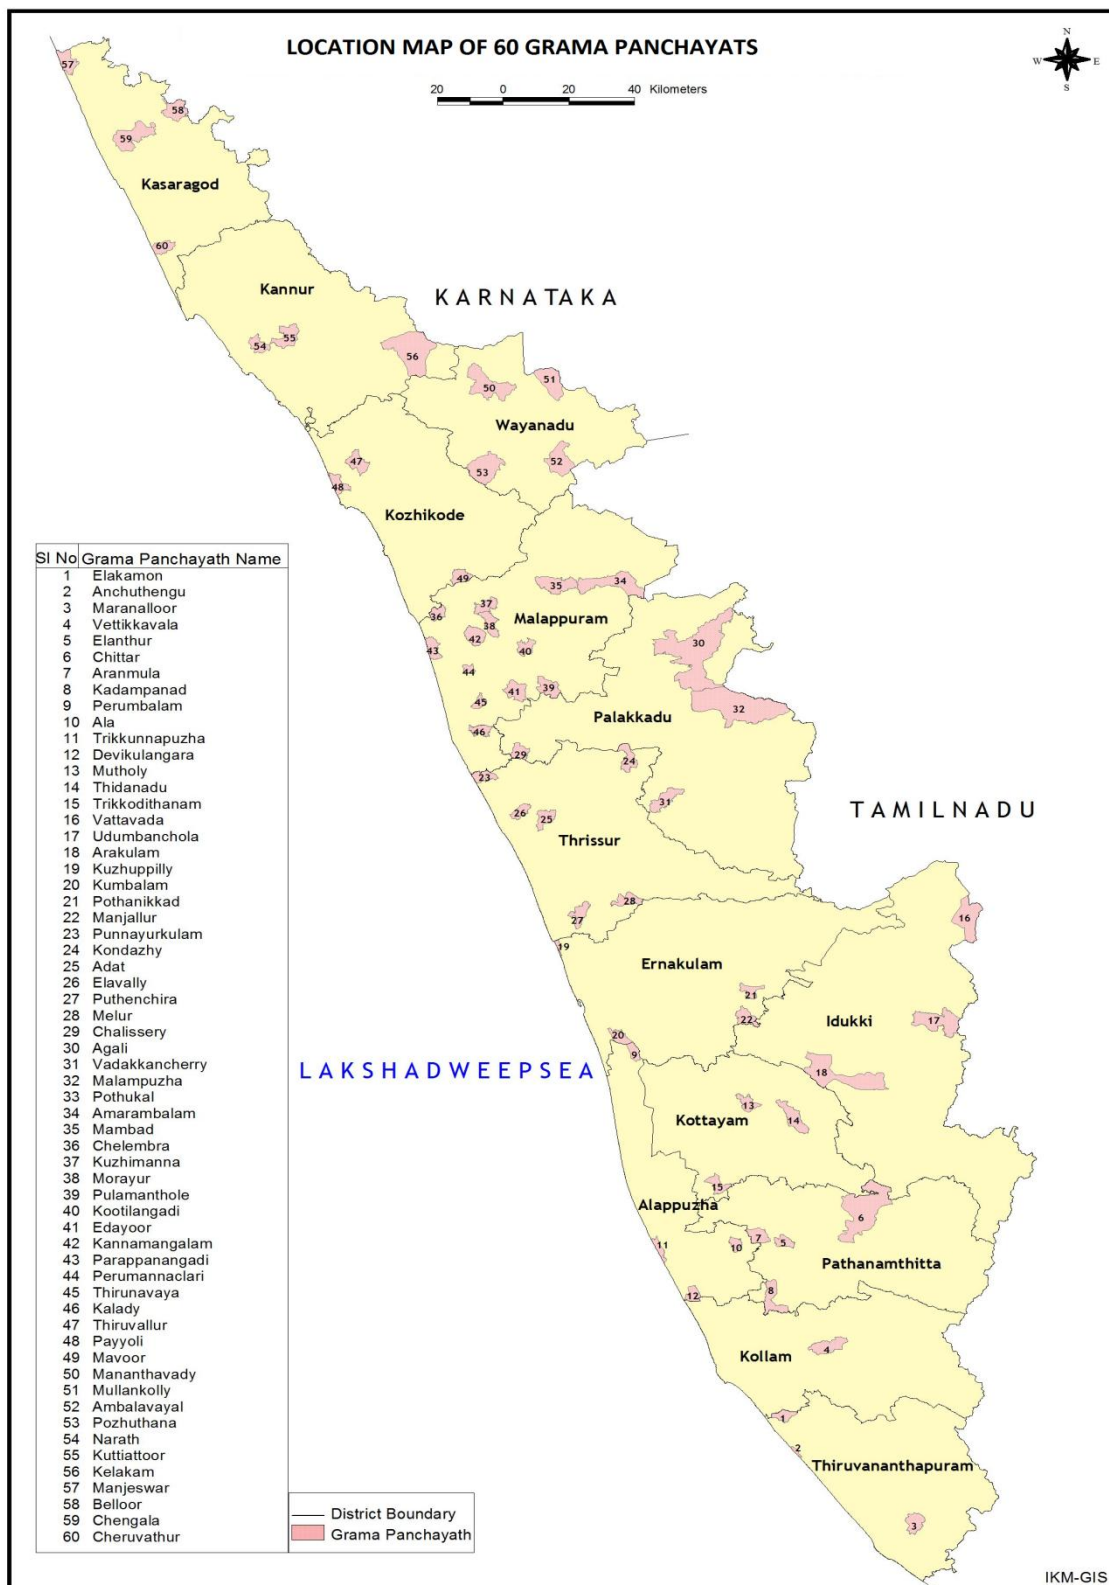 LOCATION MAP OF 60 GRAMA PANCHAYATS
N
W E
S
20 0 20 40 Kilometers
57
58
59
Kasaragod
60
Kannur
KARNATAKA
54
55
56
50
51
Wayanadu
47
53
52
48
Kozhikode
49
35
34
36
37
38
Malappuram
42
43
40
30
44
41
39
45
32
46
Palakkadu
29
24
23
31
26
25
TAMILNADU
Thrissur
28
27
16
19
Ernakulam
21
22
Idukki
17
20
9
LAKSHADWEEPSEA
18
13
Kottayam
14
15
Alappuzha
6
11
10
7
5
Pathanamthitta
12
8
Kollam
4
1
2
Thiruvananthapuram
3
Sl No Grama Panchayath Name
1 Elakamon
2 Anchuthengu
3 Maranalloor
4 Vettikkavala
5 Elanthur
6 Chittar
7 Aranmula
8 Kadampanad
9 Perumbalam
10 Ala
11 Trikkunnapuzha
12 Devikulangara
13 Mutholy
14 Thidanadu
15 Trikkodithanam
16 Vattavada
17 Udumbanchola
18 Arakulam
19 Kuzhuppilly
20 Kumbalam
21 Pothanikkad
22 Manjallur
23 Punnayurkulam
24 Kondazhy
25 Adat
26 Elavally
27 Puthenchira
28 Melur
29 Chalissery
30 Agali
31 Vadakkancherry
32 Malampuzha
33 Pothukal
34 Amarambalam
35 Mambad
36 Chelembra
37 Kuzhimanna
38 Morayur
39 Pulamanthole
40 Kootilangadi
41 Edayoor
42 Kannamangalam
43 Parappanangadi
44 Perumannaclari
45 Thirunavaya
46 Kalady
47 Thiruvallur
48 Payyoli
49 Mavoor
50 Mananthavady
51 Mullankolly
52 Ambalavayal
53 Pozhuthana
54 Narath
55 Kuttiattoor
56 Kelakam
57 Manjeswar
58 Belloor
59 Chengala
60 Cheruvathur
District Boundary
Grama Panchayath
IKM-GIS